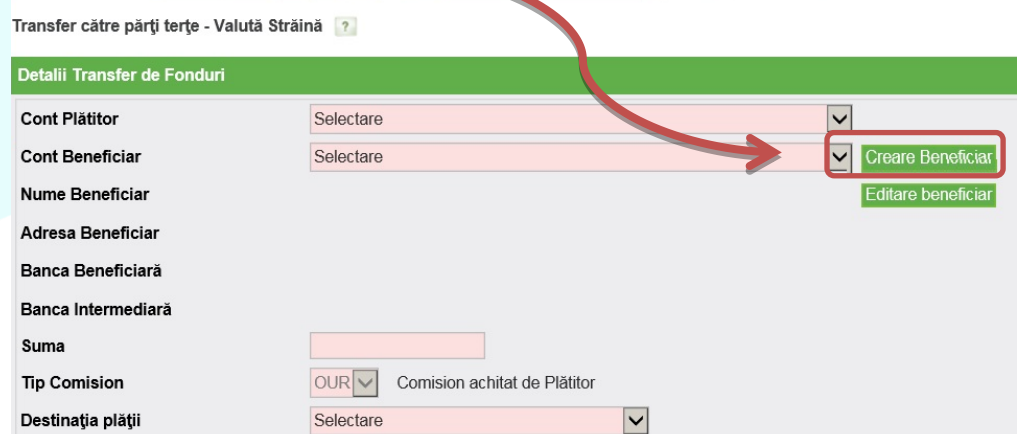 Transfer către părţi terţe - Valută Străină ?
Detalii Transfer de Fonduri
Cont Plătitor Selectare
Cont Beneficiar Selectare Creare Beneficiar
Nume Beneficiar Editare beneficiar
Adresa Beneficiar
Banca Beneficiară
Banca Intermediară
Suma
Tip Comision OUR Comision achitat de Plătitor
Destinaţia plăţii Selectare